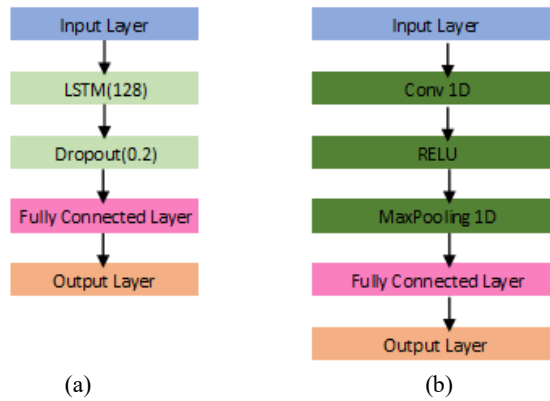 Input Layer
LSTM(128)
Dropout(0.2)
Fully Connected Layer
Output Layer
(a)
Input Layer
Conv 1D
RELU
MaxPooling 1D
Fully Connected Layer
Output Layer
(b)